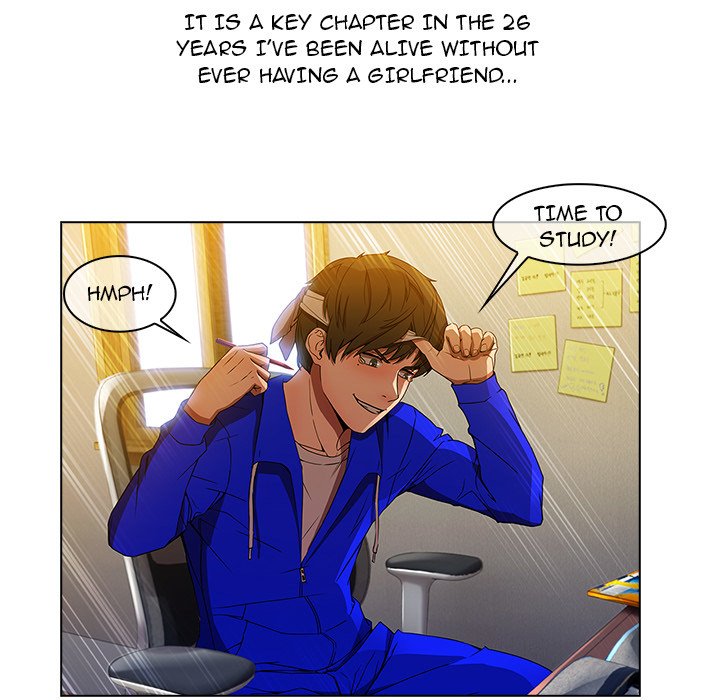 IT IS A KEY CHAPTER IN THE 26
YEARS I'VE BEEN ALIVE WITHOUT
EVER HAVING A GIRLFRIEND...
TIME TO
STUDY!
HMPH!